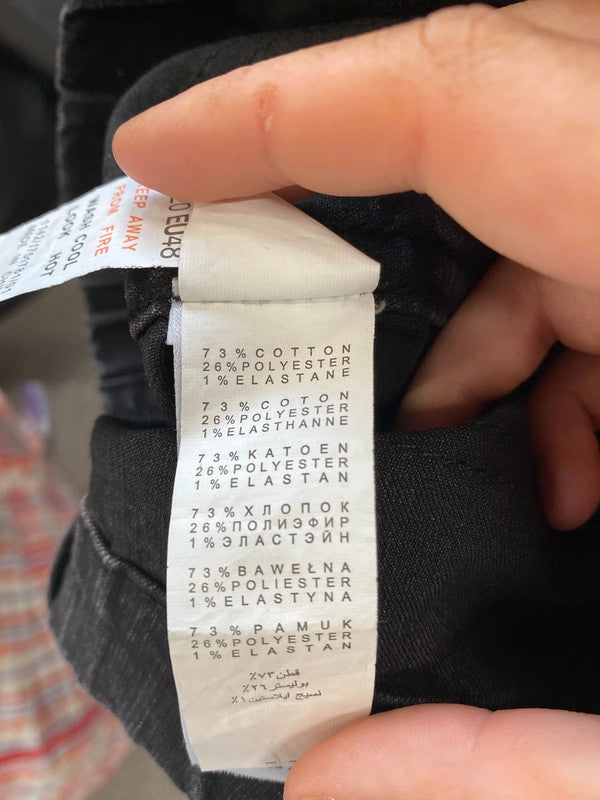 20 EU48
KEEP AWAY
FROM FIRE
WASH COOL
LOOK HOT
73%COTTON
26%POLYESTER
1%ELASTANE
73%COTON
26%POLYESTER
1%ELASTHANNE
73%KATOEN
26%POLYESTER
1%ELASTAN
73%ХЛОПОК
26%ПОЛИЭФИР
1%ЭЛАСТЭЙН
73%BAWEŁNA
26%POLIESTER
1%ELASTYNA
73%PAMUK
26%POLYESTER
1%ELASTAN
قطن ٧٣٪
بوليستر ٢٦٪
نسيج ايلاستين ١٪